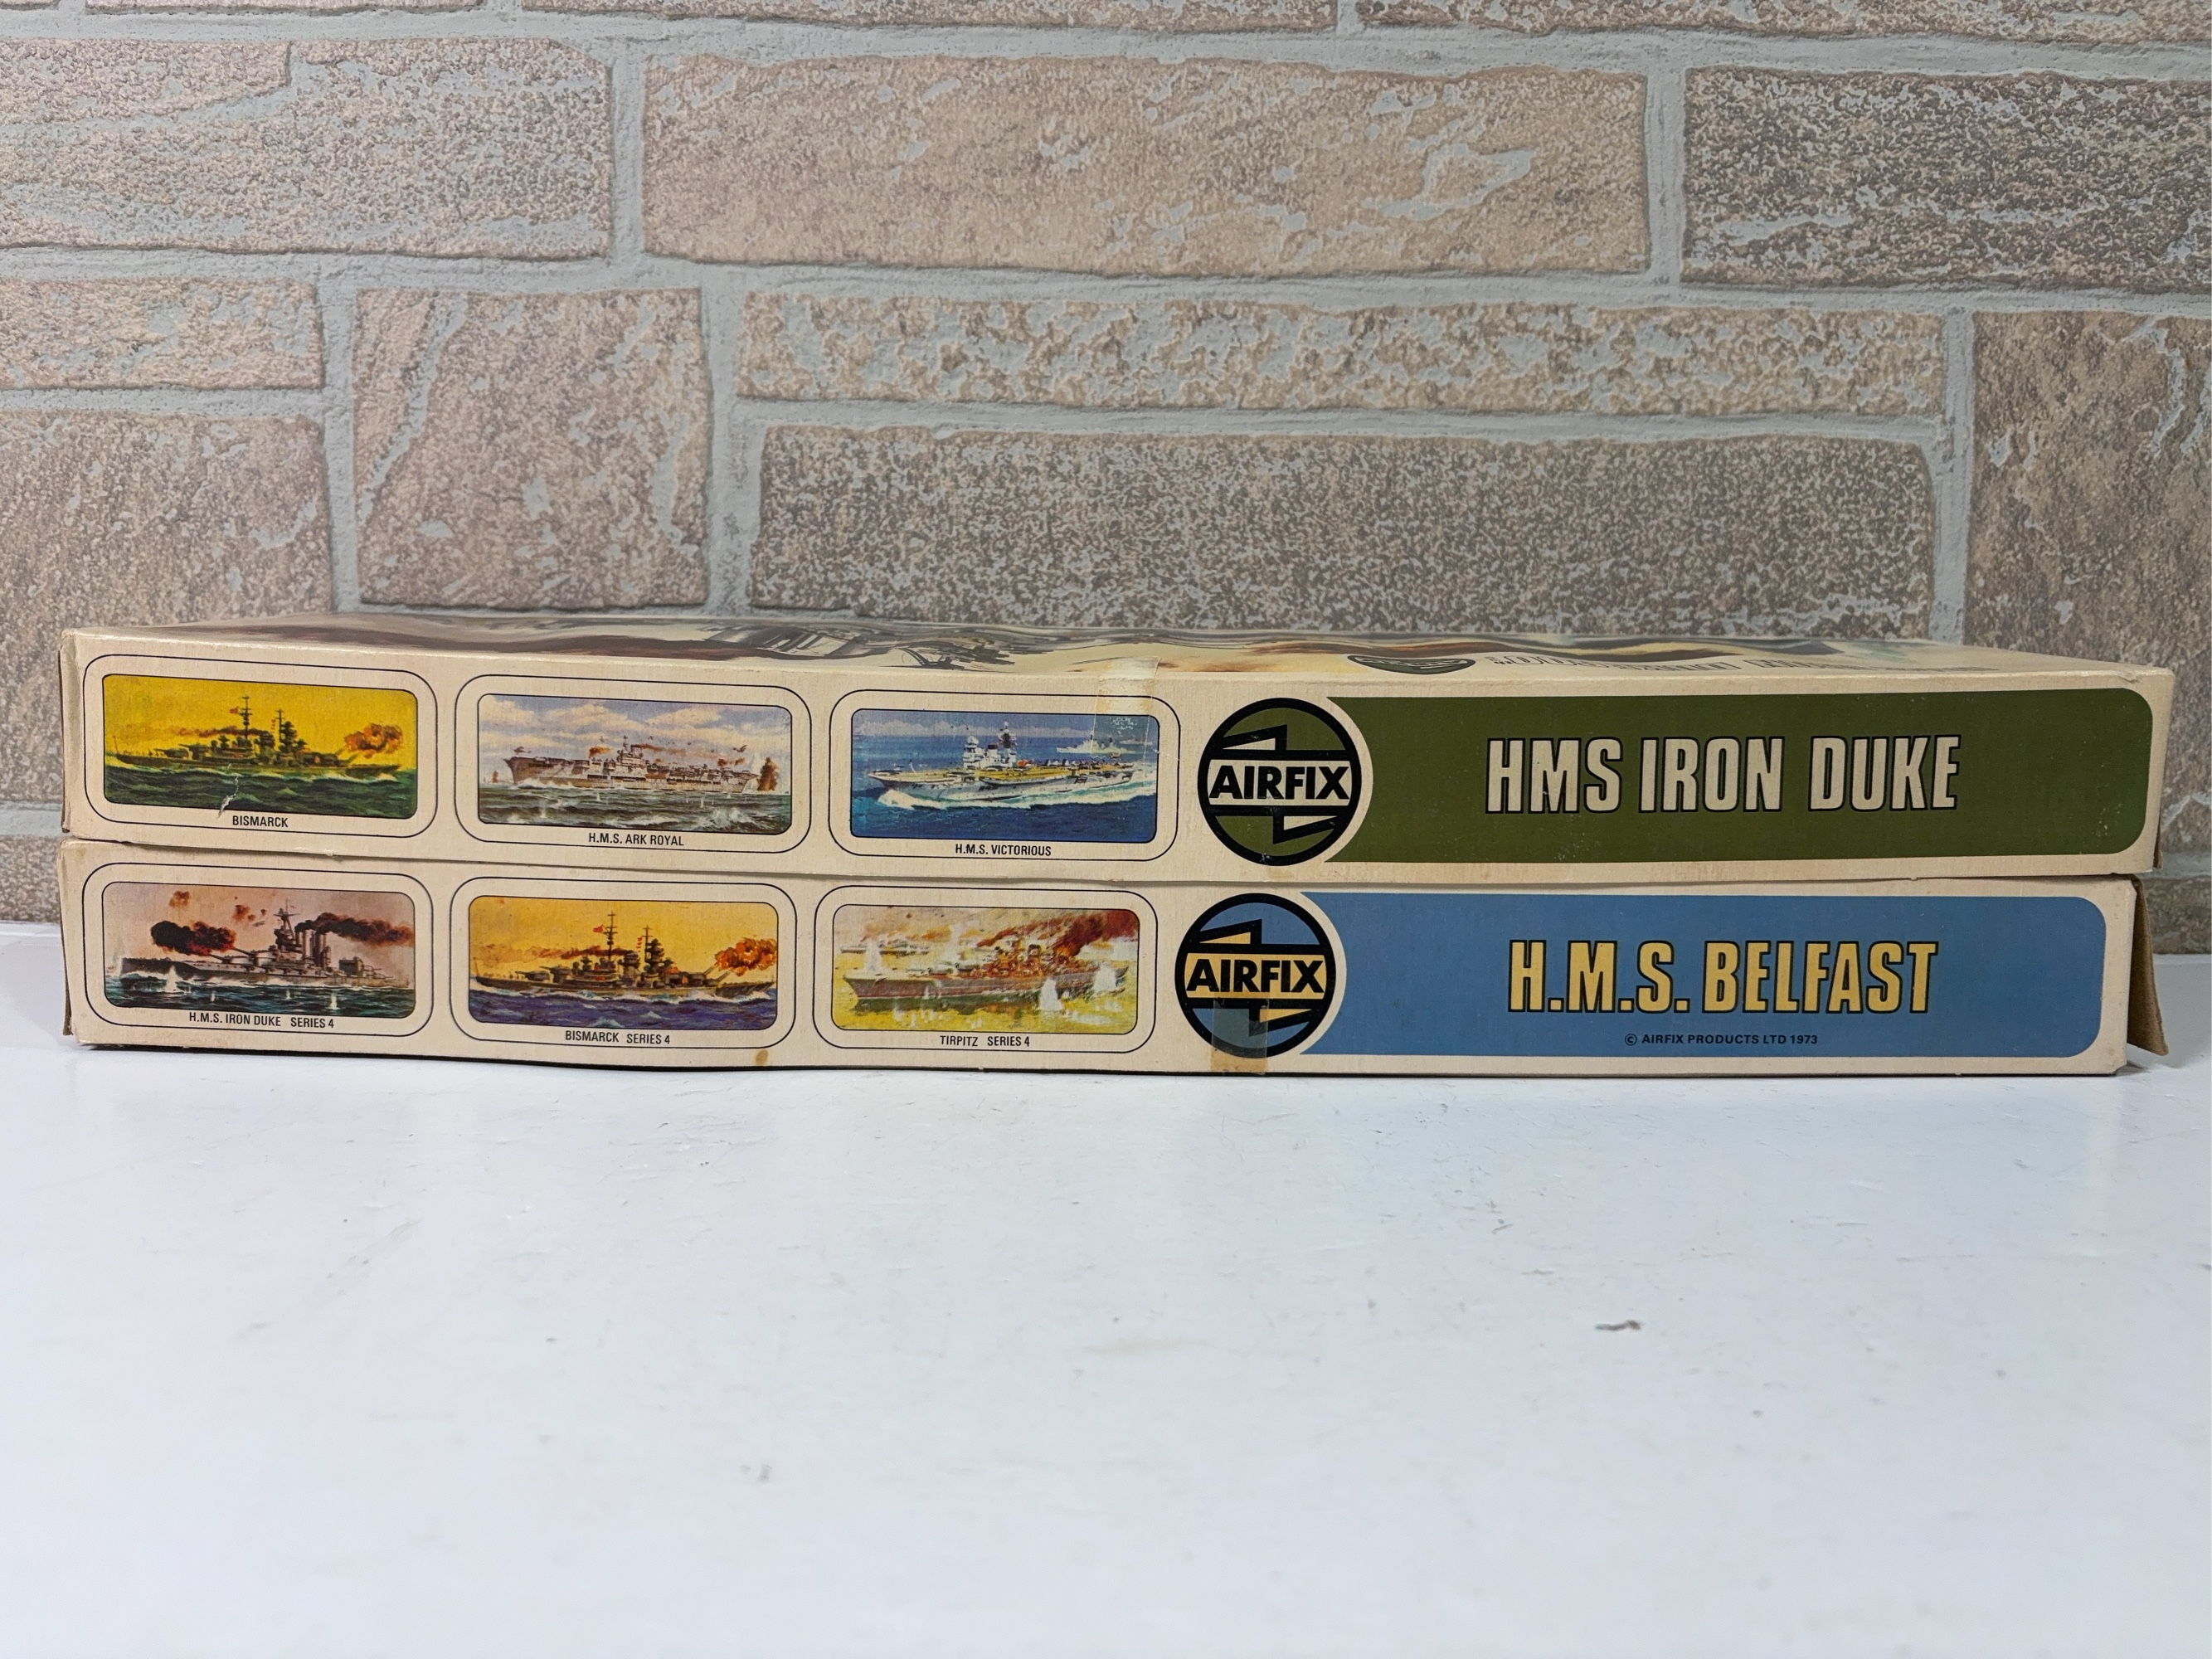 BISMARCK
H.M.S. ARK ROYAL
H.M.S. VICTORIOUS
AIRFIX
HMS IRON DUKE
H.M.S. IRON DUKE SERIES 4
BISMARCK SERIES 4
TIRPITZ SERIES 4
AIRFIX
H.M.S. BELFAST
© AIRFIX PRODUCTS LTD 1973